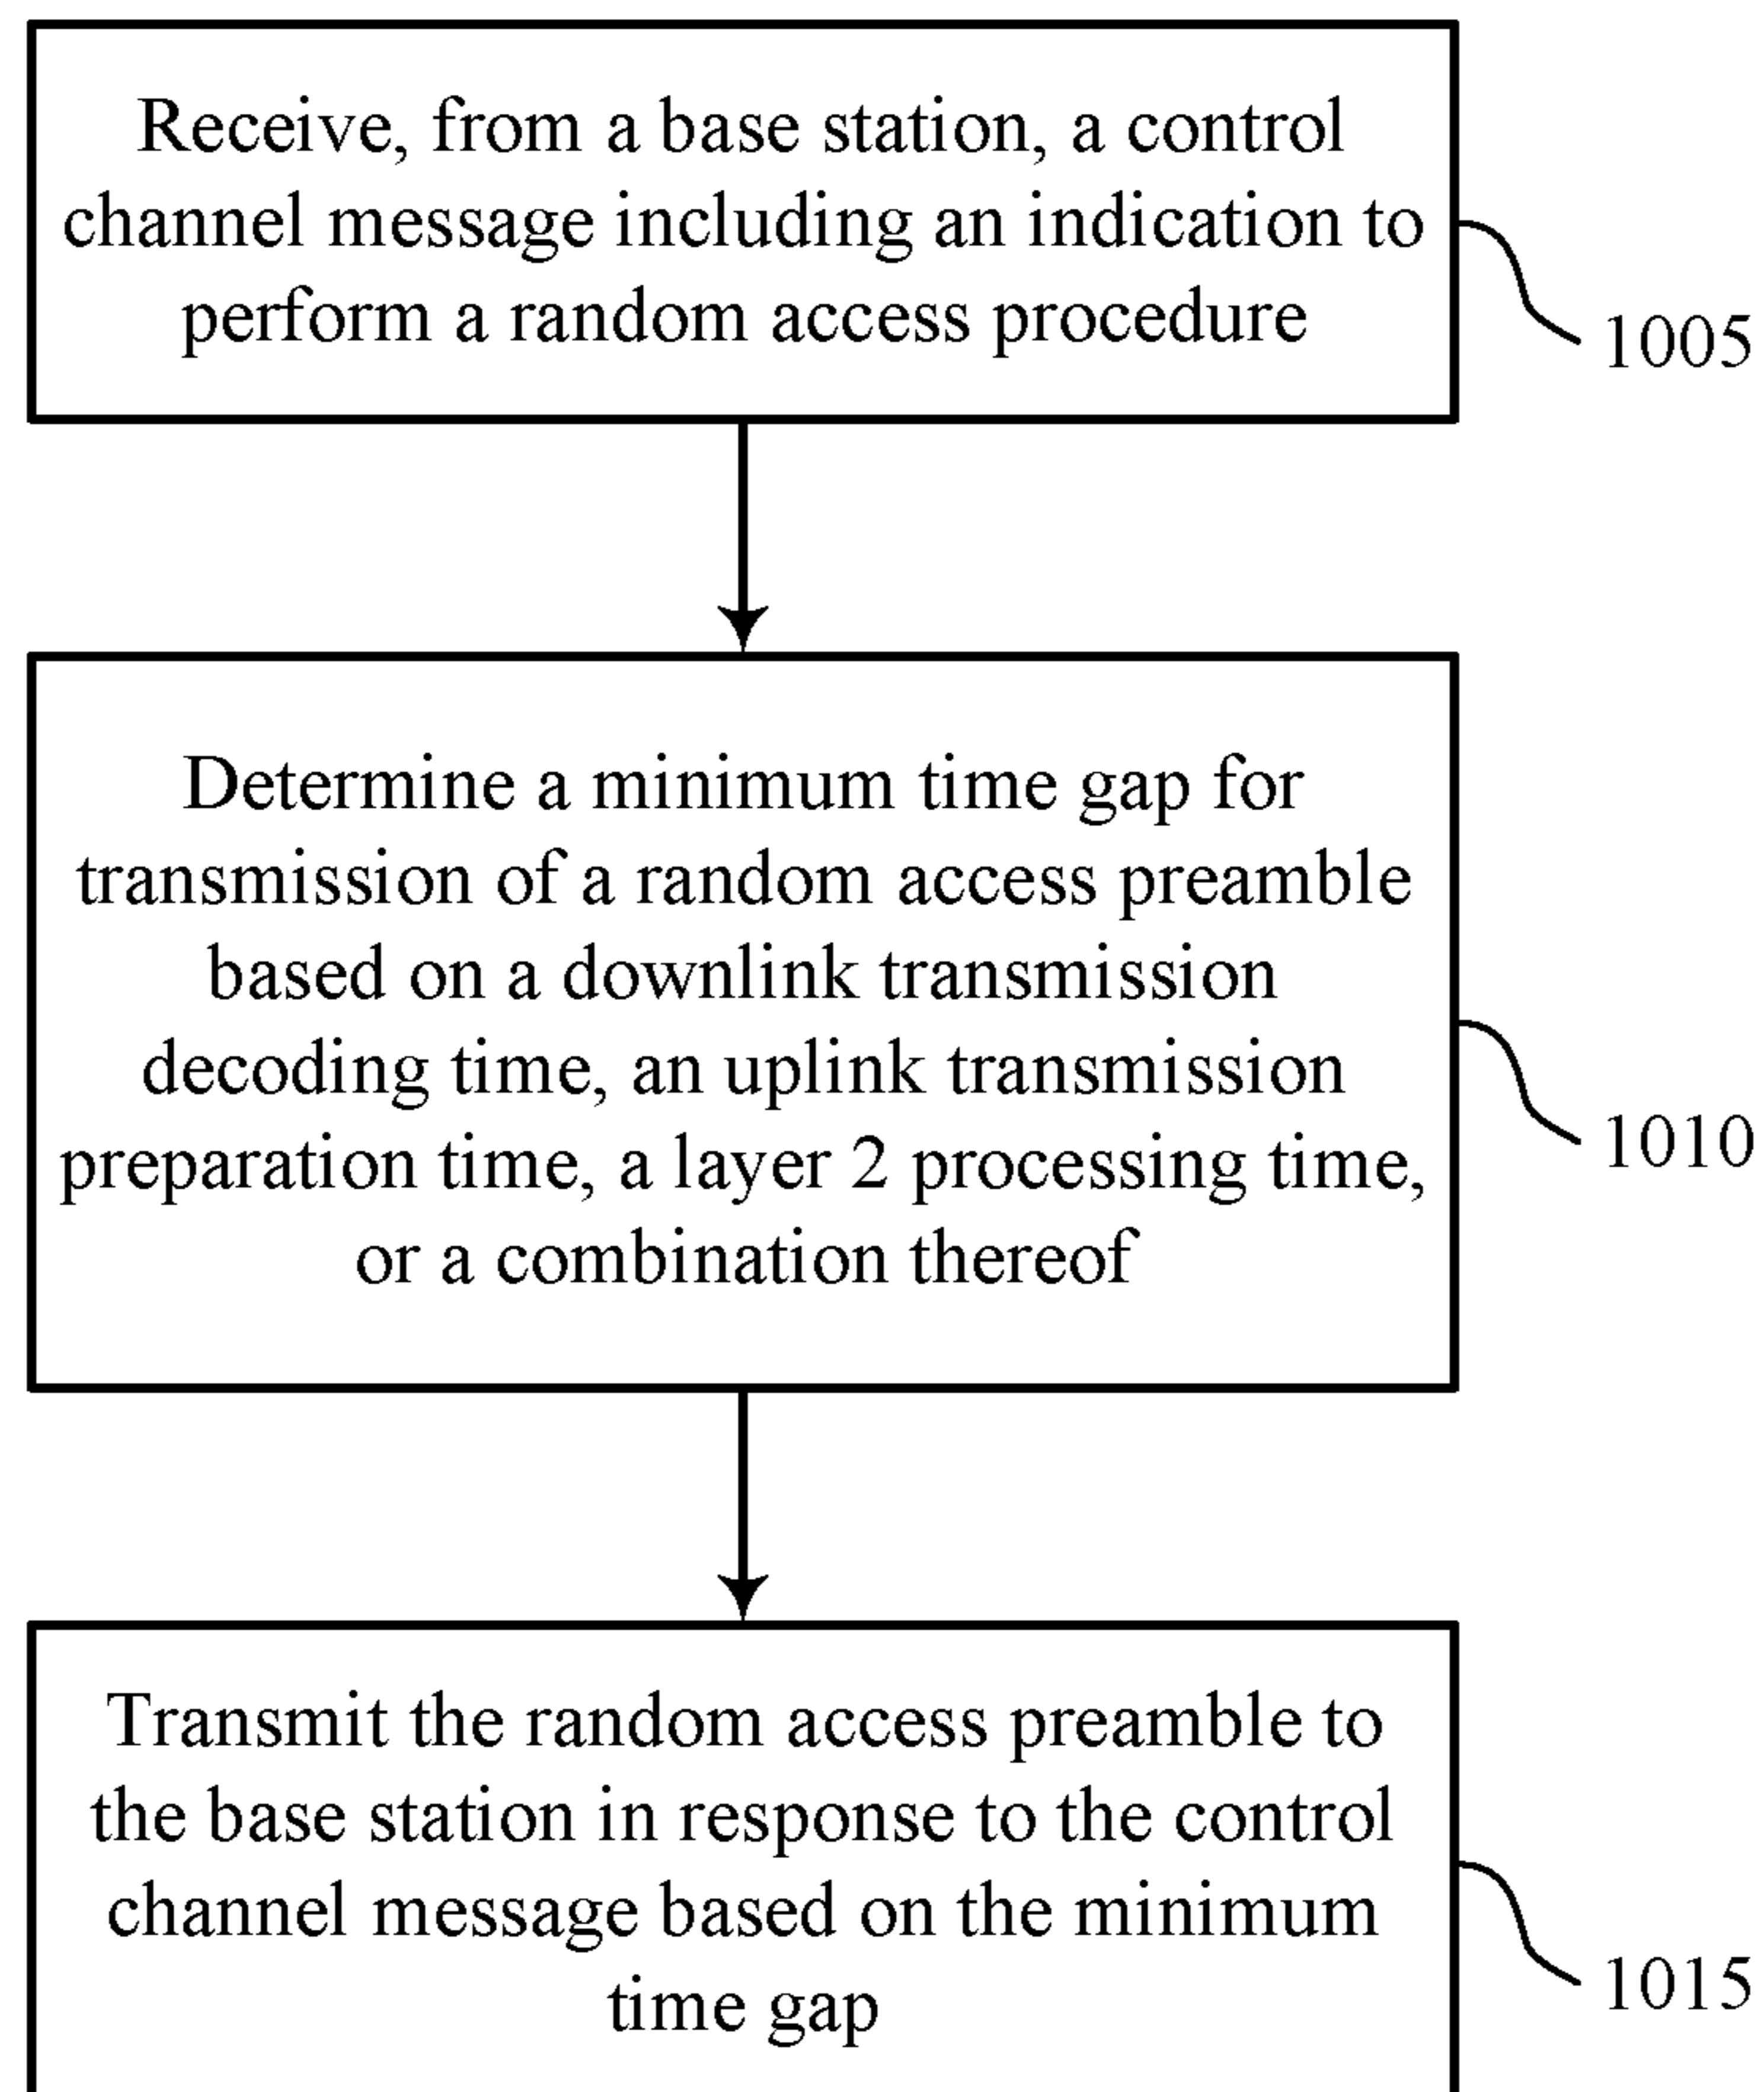 Receive, from a base station, a control
channel message including an indication to
perform a random access procedure
1005
Determine a minimum time gap for
transmission of a random access preamble
based on a downlink transmission
decoding time, an uplink transmission
preparation time, a layer 2 processing time,
or a combination thereof
1010
Transmit the random access preamble to
the base station in response to the control
channel message based on the minimum
time gap
1015